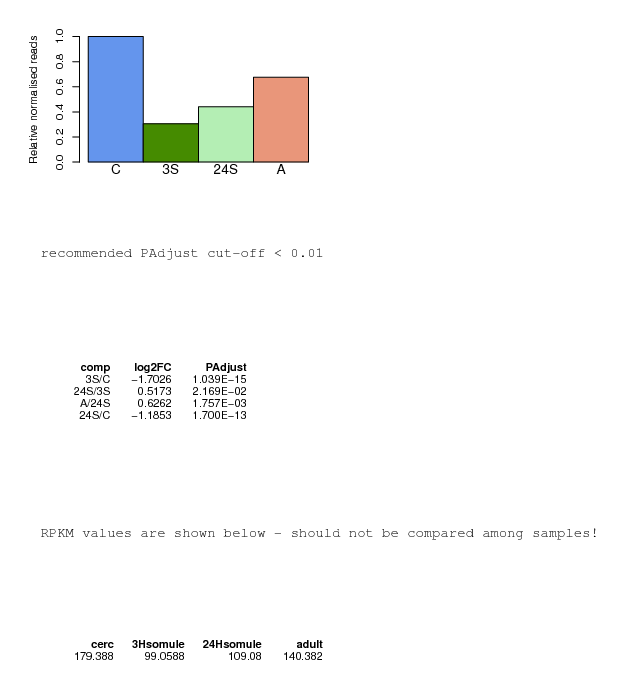 Relative normalised reads
1.0
0.8
0.6
0.4
0.2
0.0
C 3S 24S A
recommended PAdjust cut-off < 0.01
comp log2FC PAdjust
3S/C −1.7026 1.039E−15
24S/3S 0.5173 2.169E−02
A/24S 0.6262 1.757E−03
24S/C −1.1853 1.700E−13
RPKM values are shown below - should not be compared among samples!
cerc 3Hsomule 24Hsomule adult
179.388 99.0588 109.08 140.382